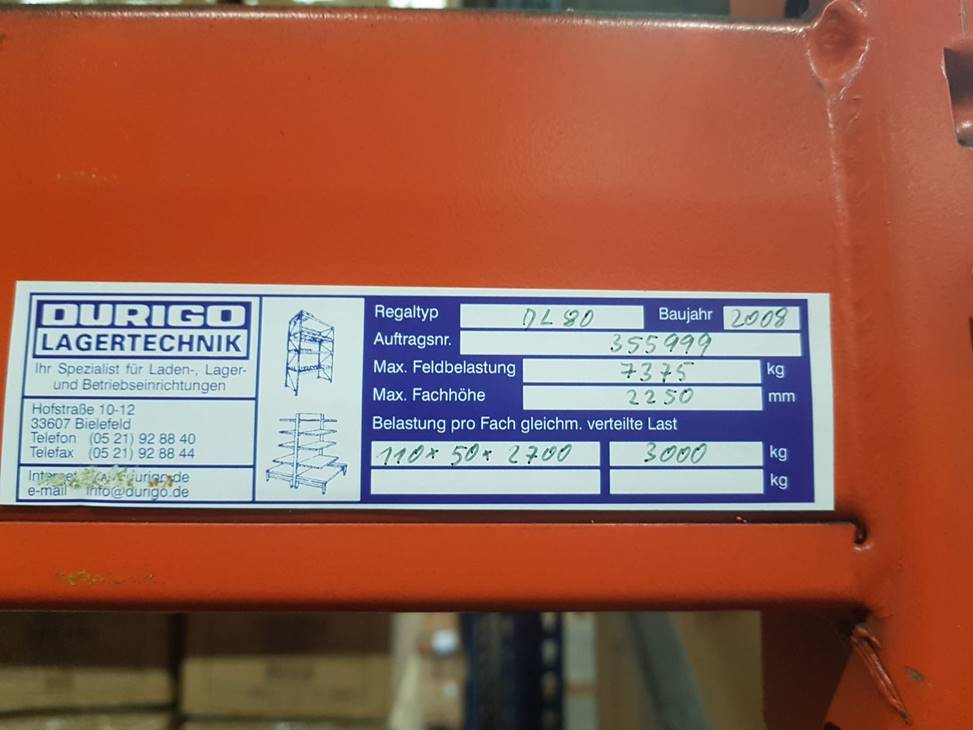 DURIGO
LAGERTECHNIK
Ihr Spezialist für Laden-, Lager-
und Betriebseinrichtungen
Hofstraße 10-12
33607 Bielefeld
Telefon (05 21) 92 88 40
Telefax (05 21) 92 88 44
Internet
e-mail info@durigo.de
Regaltyp DL 80 Baujahr 2008
Auftragsnr. 355999
Max. Feldbelastung 7375 kg
Max. Fachhöhe 2250 mm
Belastung pro Fach gleichm. verteilte Last
110x 50x 2700 3000 kg
kg